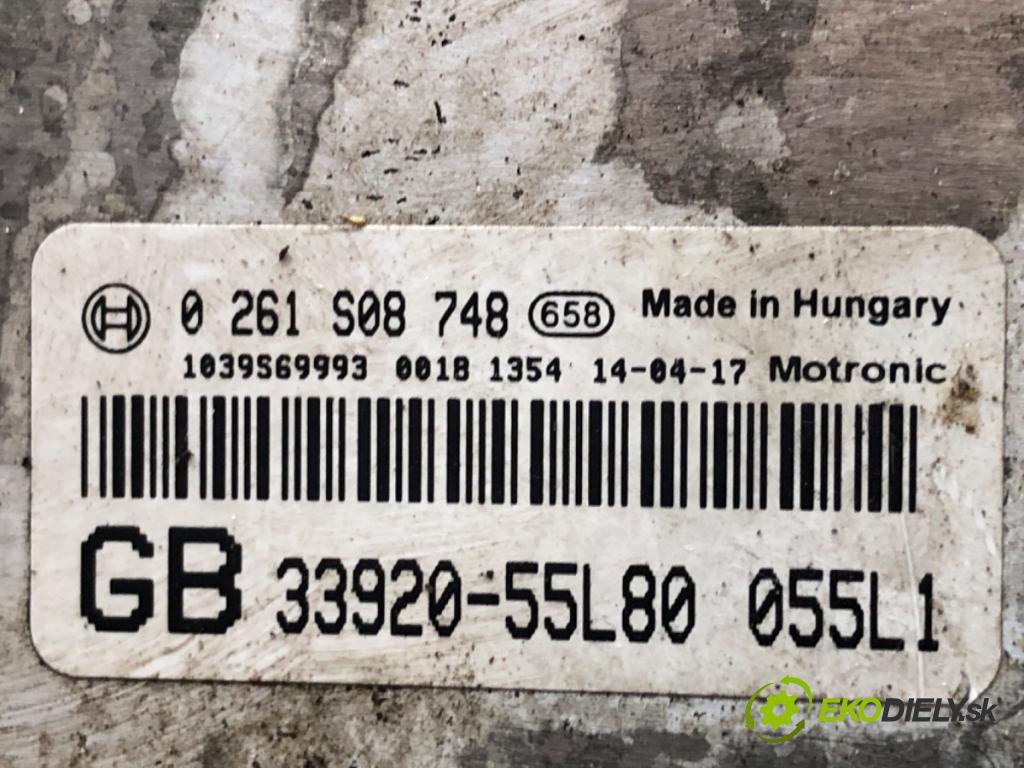 0 261 S08 748 658 Made in Hungary
1039S69993 0018 1354 14-04-17 Motronic
GB 33920-55L80 055L1
EKODIELY.sk